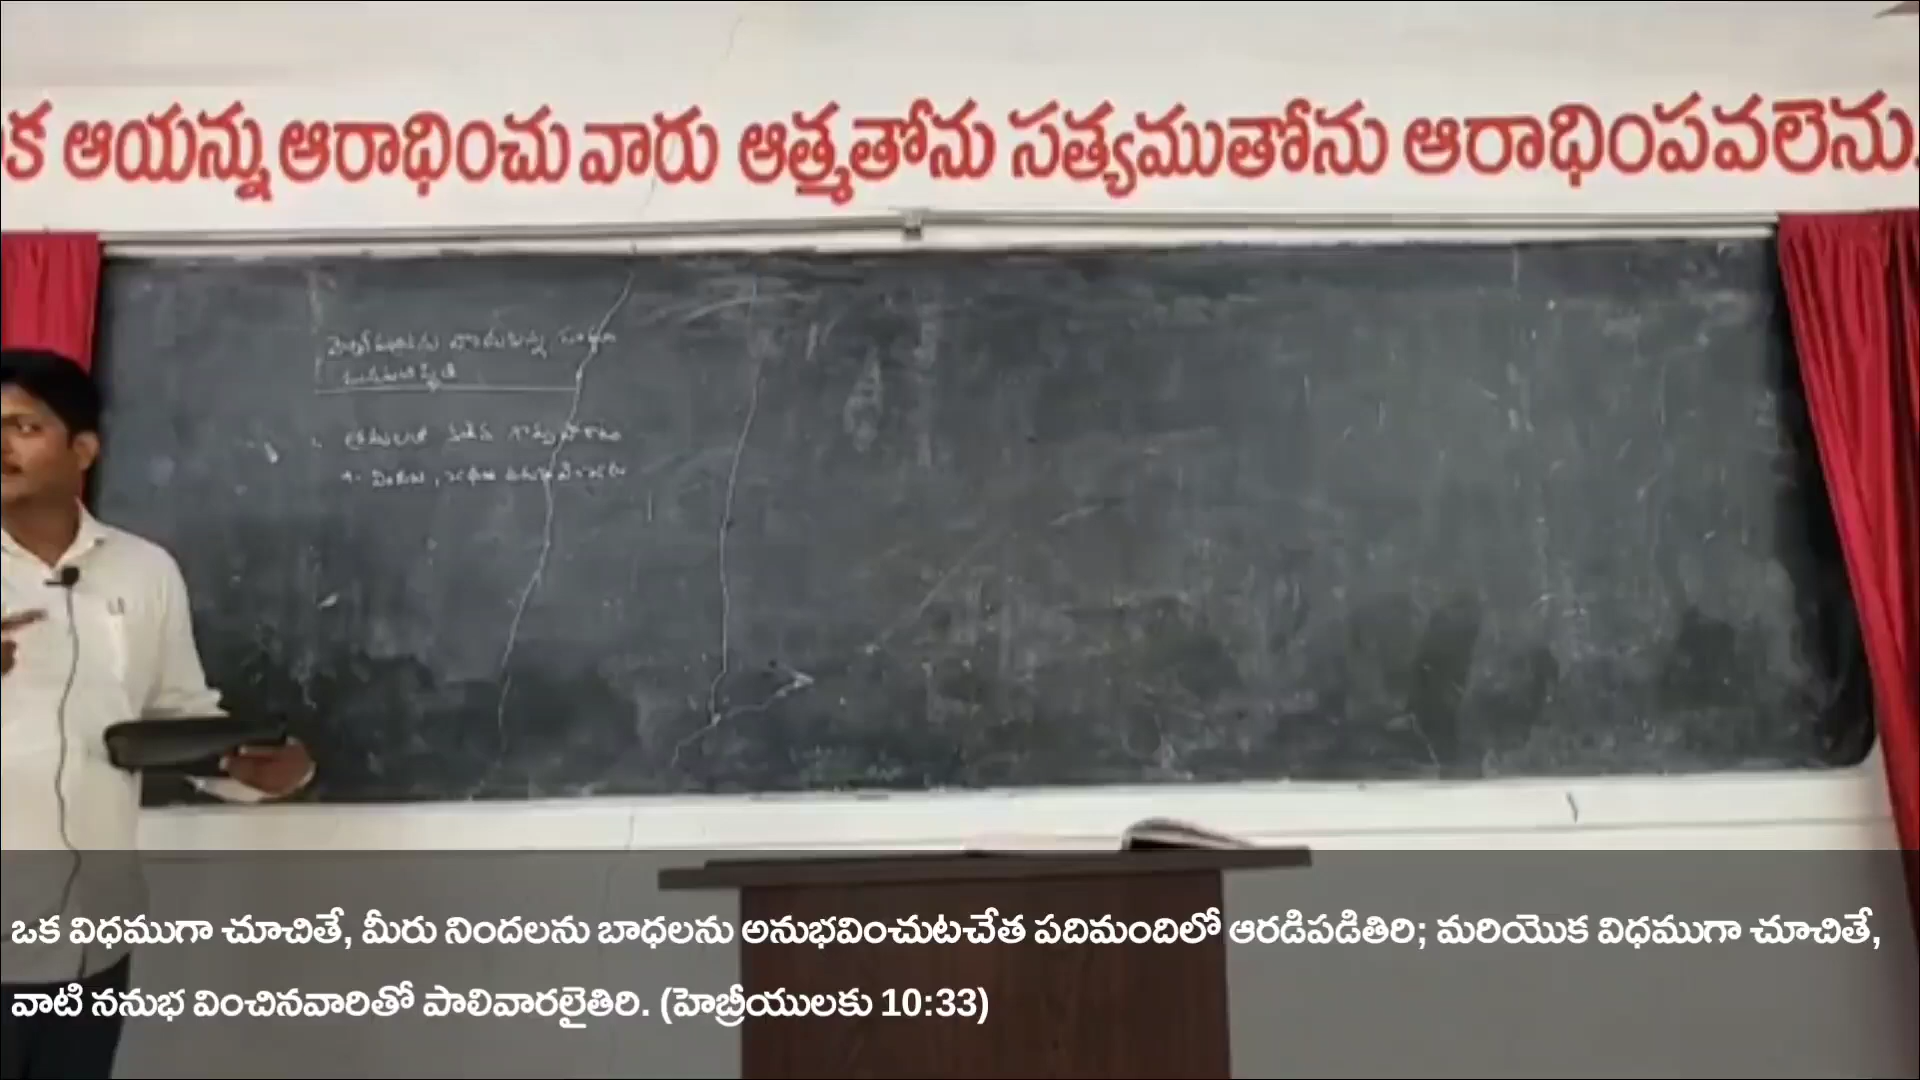 క ఆయన్ను ఆరాధించువారు ఆత్మతోను సత్యముతోను ఆరాధింపవలెను.
ఒక విధముగా చూచితే, మీరు నిందలను బాధలను అనుభవించుటచేత పదిమందిలో ఆరడిపడితిరి; మరియొక విధముగా చూచితే,
వాటి ననుభ వించినవారితో పాలివారలైతిరి. (హెబ్రీయులకు 10:33)